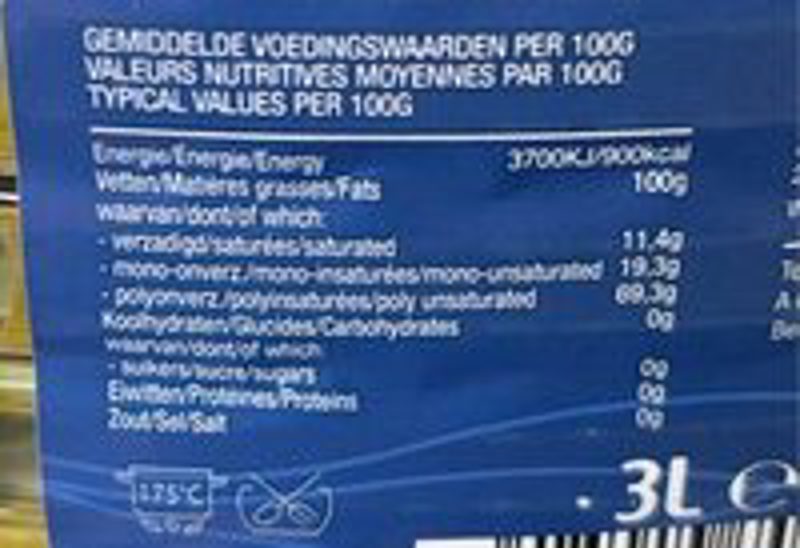 GEMIDDELDE VOEDINGSWAARDEN PER 100G
VALEURS NUTRITIVES MOYENNES PAR 100G
TYPICAL VALUES PER 100G
Energie/Énergie/Energy 3700KJ/900kcal
Vetten/Matières grasses/Fats 100g
waarvan/dont/of which:
- verzadigd/saturées/saturated 11,4g
- mono-onverz./mono-insaturées/mono-unsaturated 19,3g
- polyonverz./polyinsaturées/poly unsaturated 69,3g
Koolhydraten/Glucides/Carbohydrates 0g
waarvan/dont/of which
- suikers/sucre/sugars 0g
Eiwitten/Protéines/Proteins 0g
Zout/Sel/Salt 0g
175°C
3L e